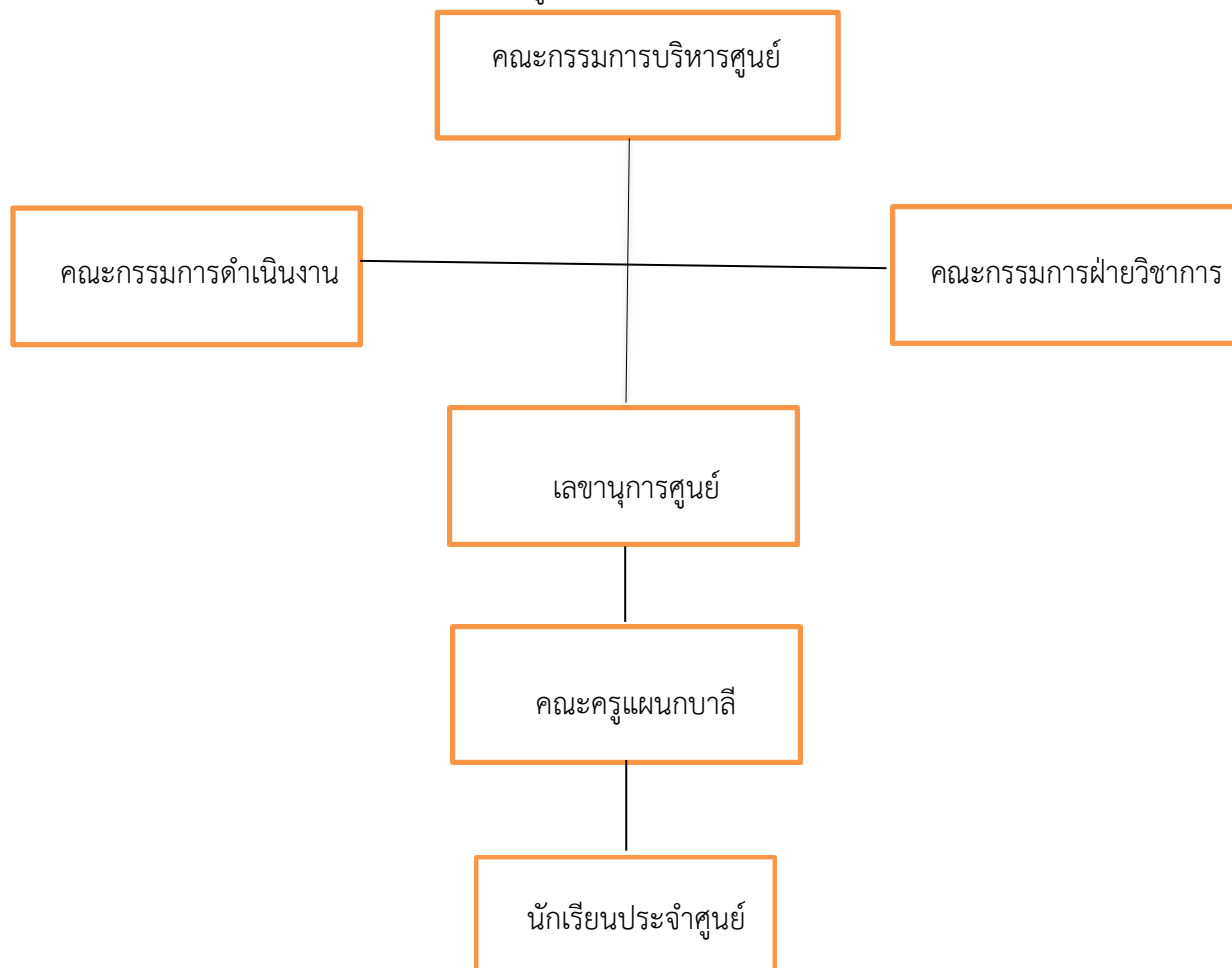 คณะกรรมการบริหารศูนย์
คณะกรรมการดำเนินงาน
คณะกรรมการฝ่ายวิชาการ
เลขานุการศูนย์
คณะครูแผนกบาลี
นักเรียนประจำศูนย์